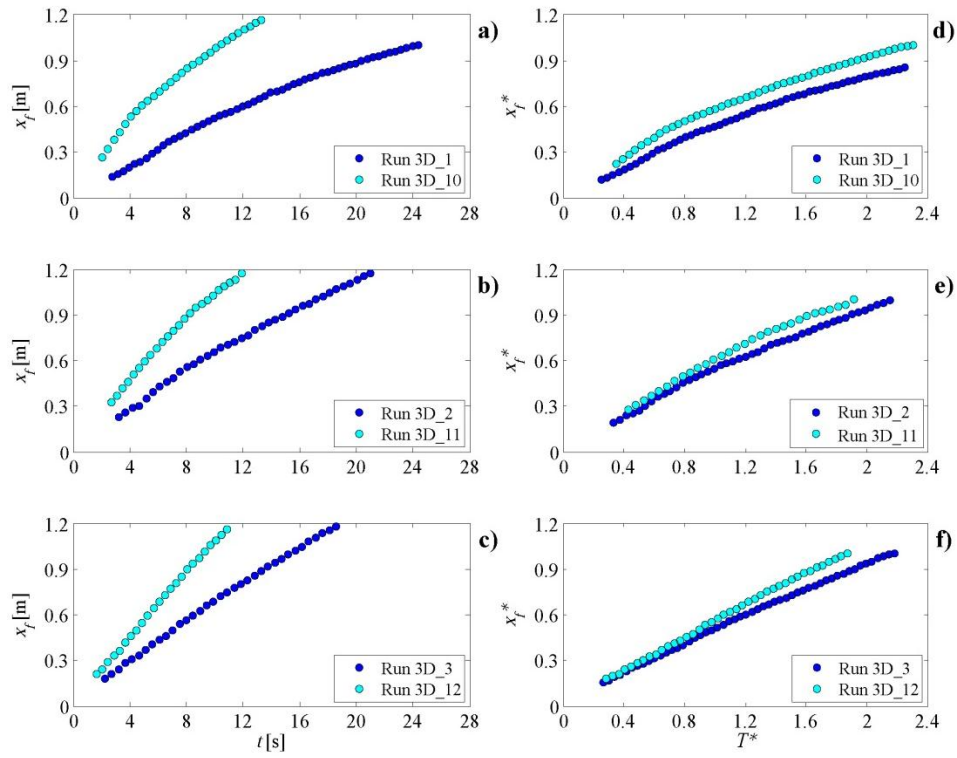 1.2
0.9
0.6
0.3
0
x_f [m]
a)
Run 3D_1
Run 3D_10
0 4 8 12 16 20 24 28
1.2
0.9
0.6
0.3
0
x_f*
d)
Run 3D_1
Run 3D_10
0 0.4 0.8 1.2 1.6 2 2.4
1.2
0.9
0.6
0.3
0
x_f [m]
b)
Run 3D_2
Run 3D_11
0 4 8 12 16 20 24 28
1.2
0.9
0.6
0.3
0
x_f*
e)
Run 3D_2
Run 3D_11
0 0.4 0.8 1.2 1.6 2 2.4
1.2
0.9
0.6
0.3
0
x_f [m]
c)
Run 3D_3
Run 3D_12
0 4 8 12 16 20 24 28
t [s]
1.2
0.9
0.6
0.3
0
x_f*
f)
Run 3D_3
Run 3D_12
0 0.4 0.8 1.2 1.6 2 2.4
T*